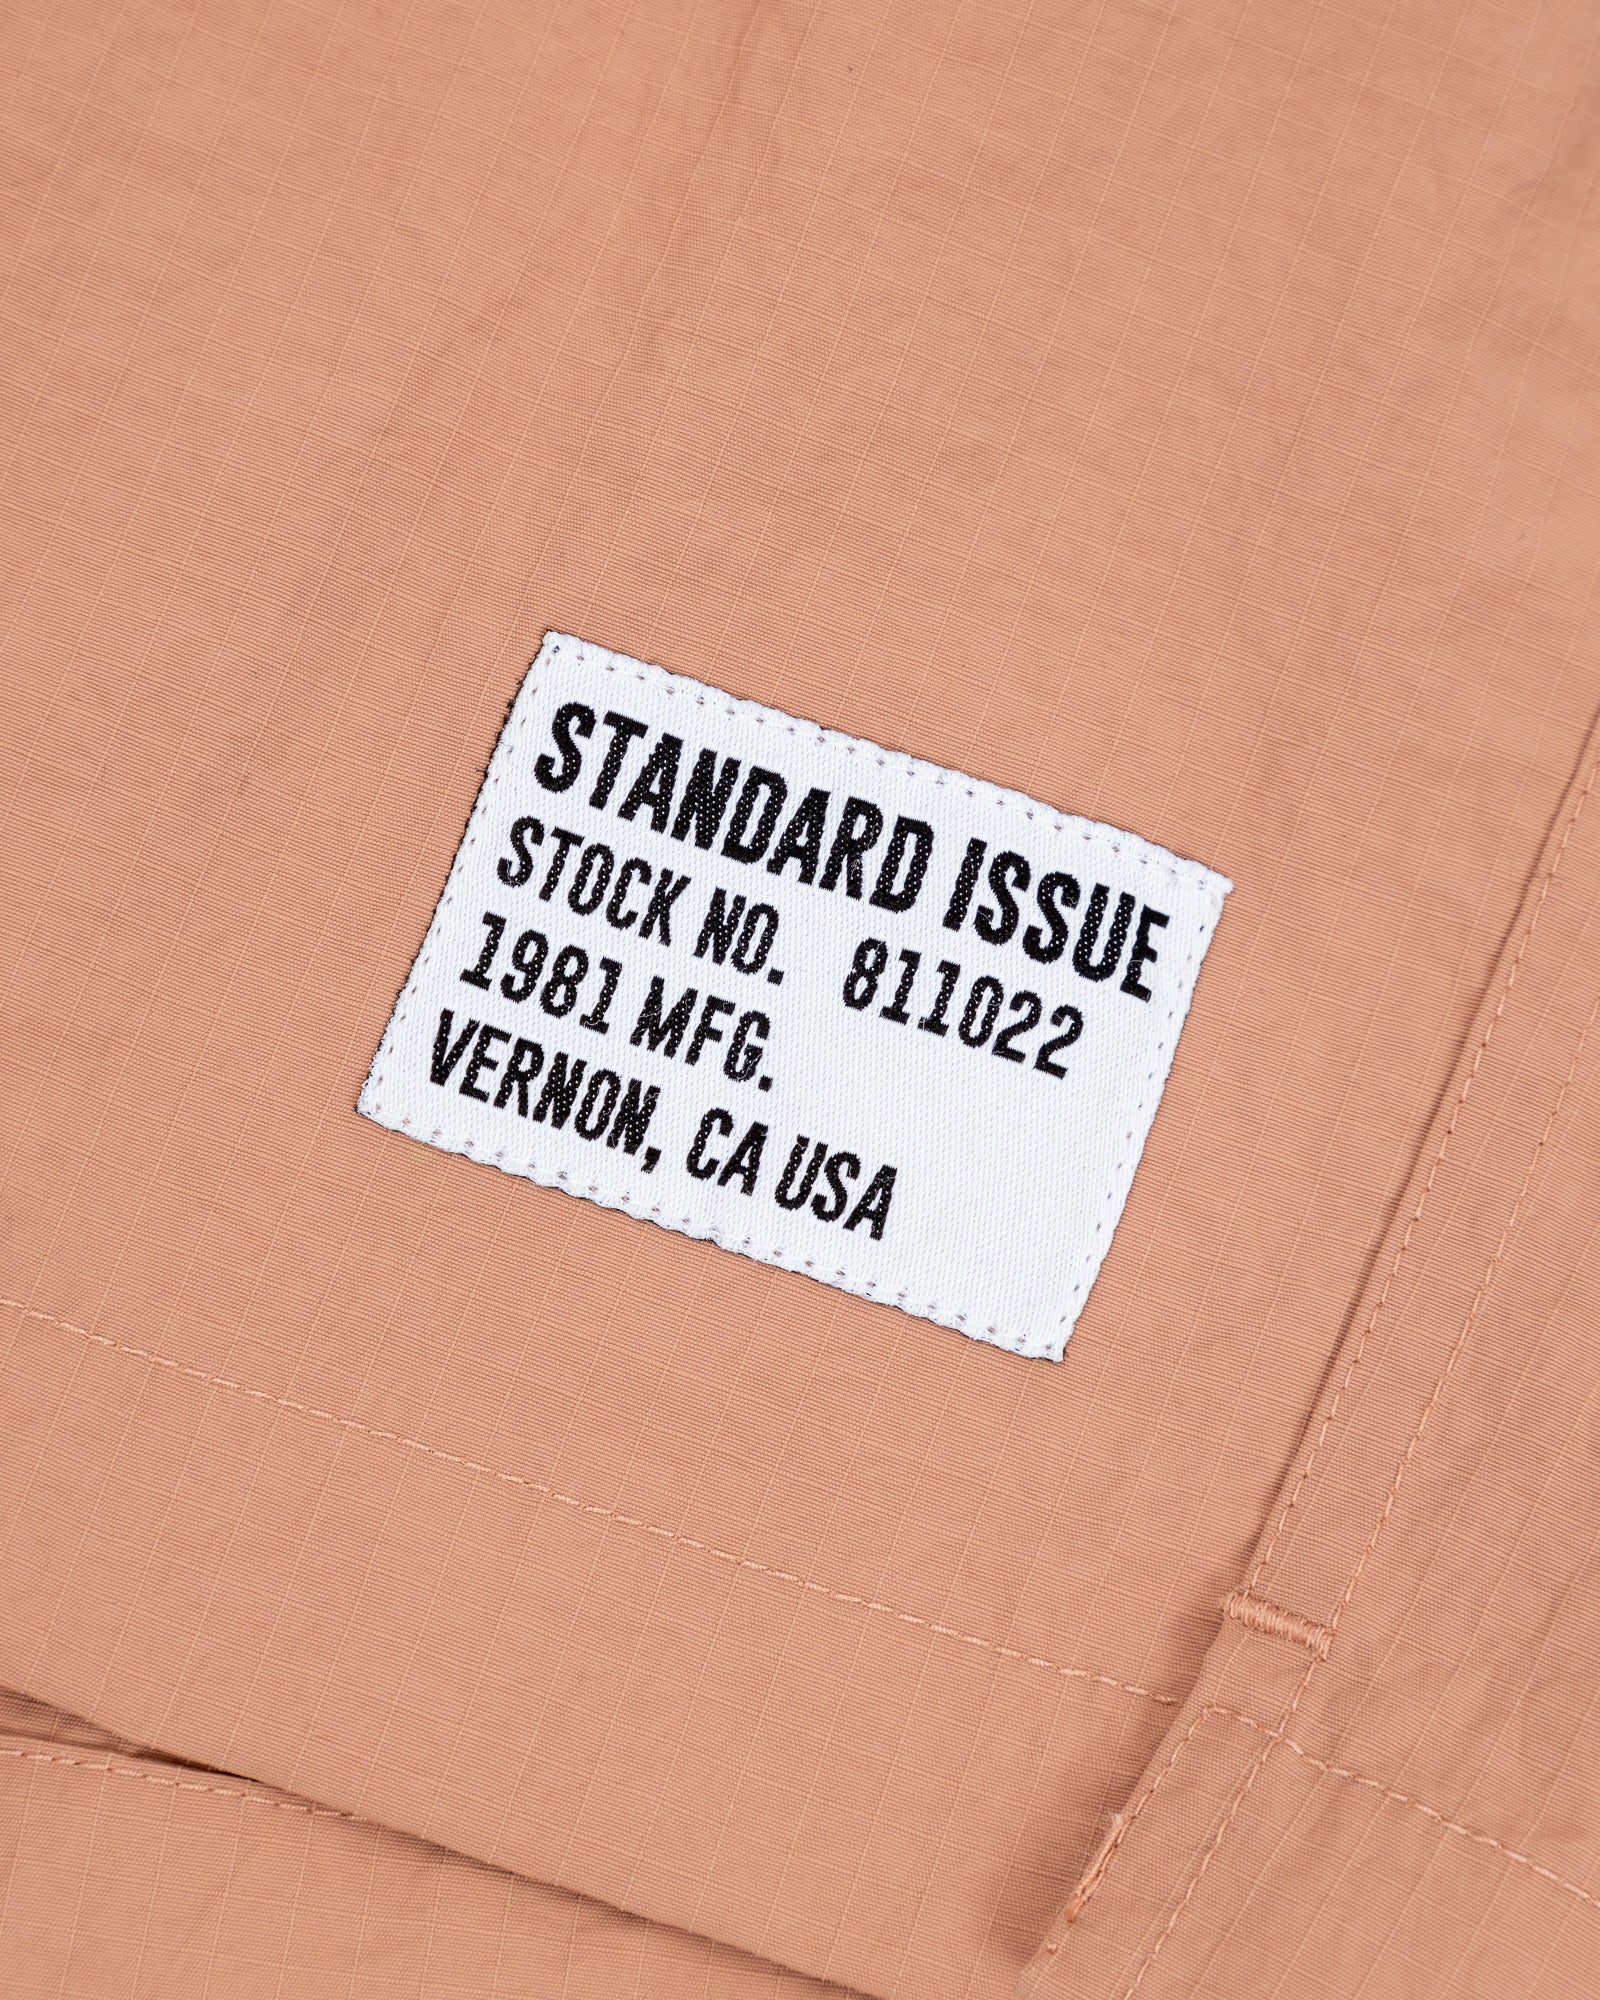 STANDARD ISSUE
STOCK NO. 811022
1981 MFG.
VERNON, CA USA